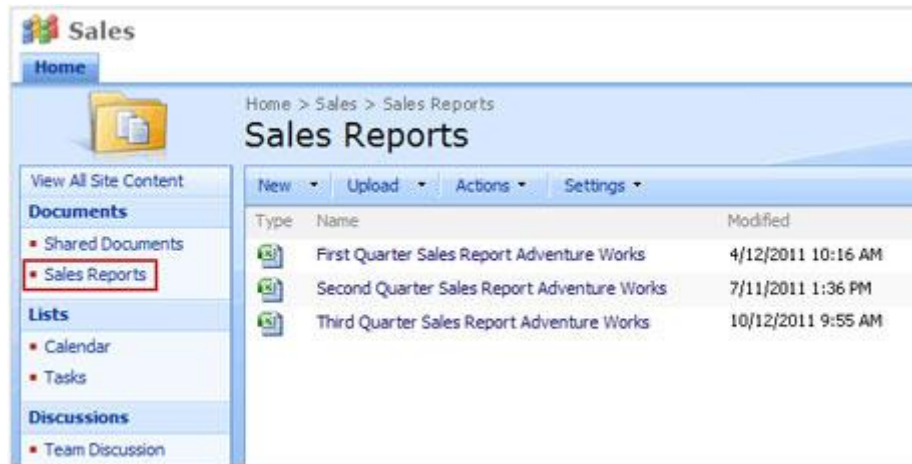 Sales
Home
Home > Sales > Sales Reports
Sales Reports
View All Site Content
Documents
Shared Documents
Sales Reports
Lists
Calendar
Tasks
Discussions
Team Discussion
New Upload Actions Settings
Type Name Modified
First Quarter Sales Report Adventure Works 4/12/2011 10:16 AM
Second Quarter Sales Report Adventure Works 7/11/2011 1:36 PM
Third Quarter Sales Report Adventure Works 10/12/2011 9:55 AM